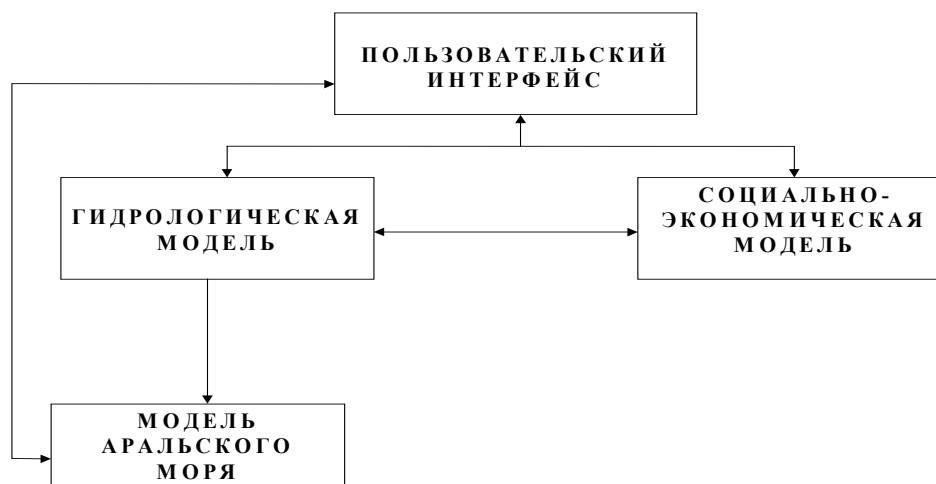 ПОЛЬЗОВАТЕЛЬСКИЙ
ИНТЕРФЕЙС
ГИДРОЛОГИЧЕСКАЯ
МОДЕЛЬ
СОЦИАЛЬНО-
ЭКОНОМИЧЕСКАЯ
МОДЕЛЬ
МОДЕЛЬ
АРАЛЬСКОГО
МОРЯ